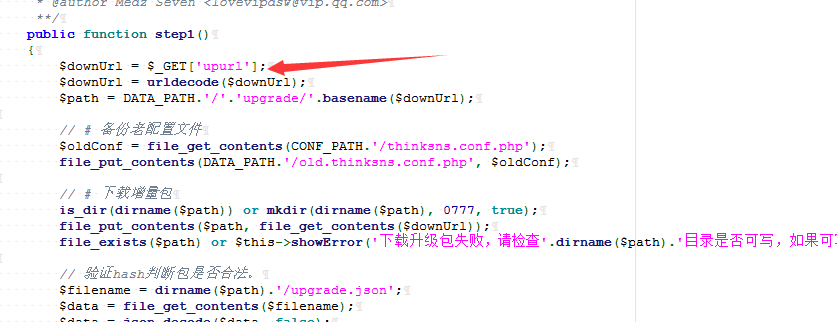 * @author Medz Seven <lovevipdsw@vip.qq.com>
**/
public function step1()
{
$downUrl = $_GET['upurl'];
$downUrl = urldecode($downUrl);
$path = DATA_PATH.'/'.'upgrade/'.basename($downUrl);
// # 备份老配置文件
$oldConf = file_get_contents(CONF_PATH.'/thinksns.conf.php');
file_put_contents(DATA_PATH.'/old.thinksns.conf.php', $oldConf);
// # 下载增量包
is_dir(dirname($path)) or mkdir(dirname($path), 0777, true);
file_put_contents($path, file_get_contents($downUrl));
file_exists($path) or $this->showError('下载升级包失败，请检查'.dirname($path).'目录是否可写，如果可写
// 验证hash判断包是否合法。
$filename = dirname($path).'/upgrade.json';
$data = file_get_contents($filename);
$data = json_decode($data, false);